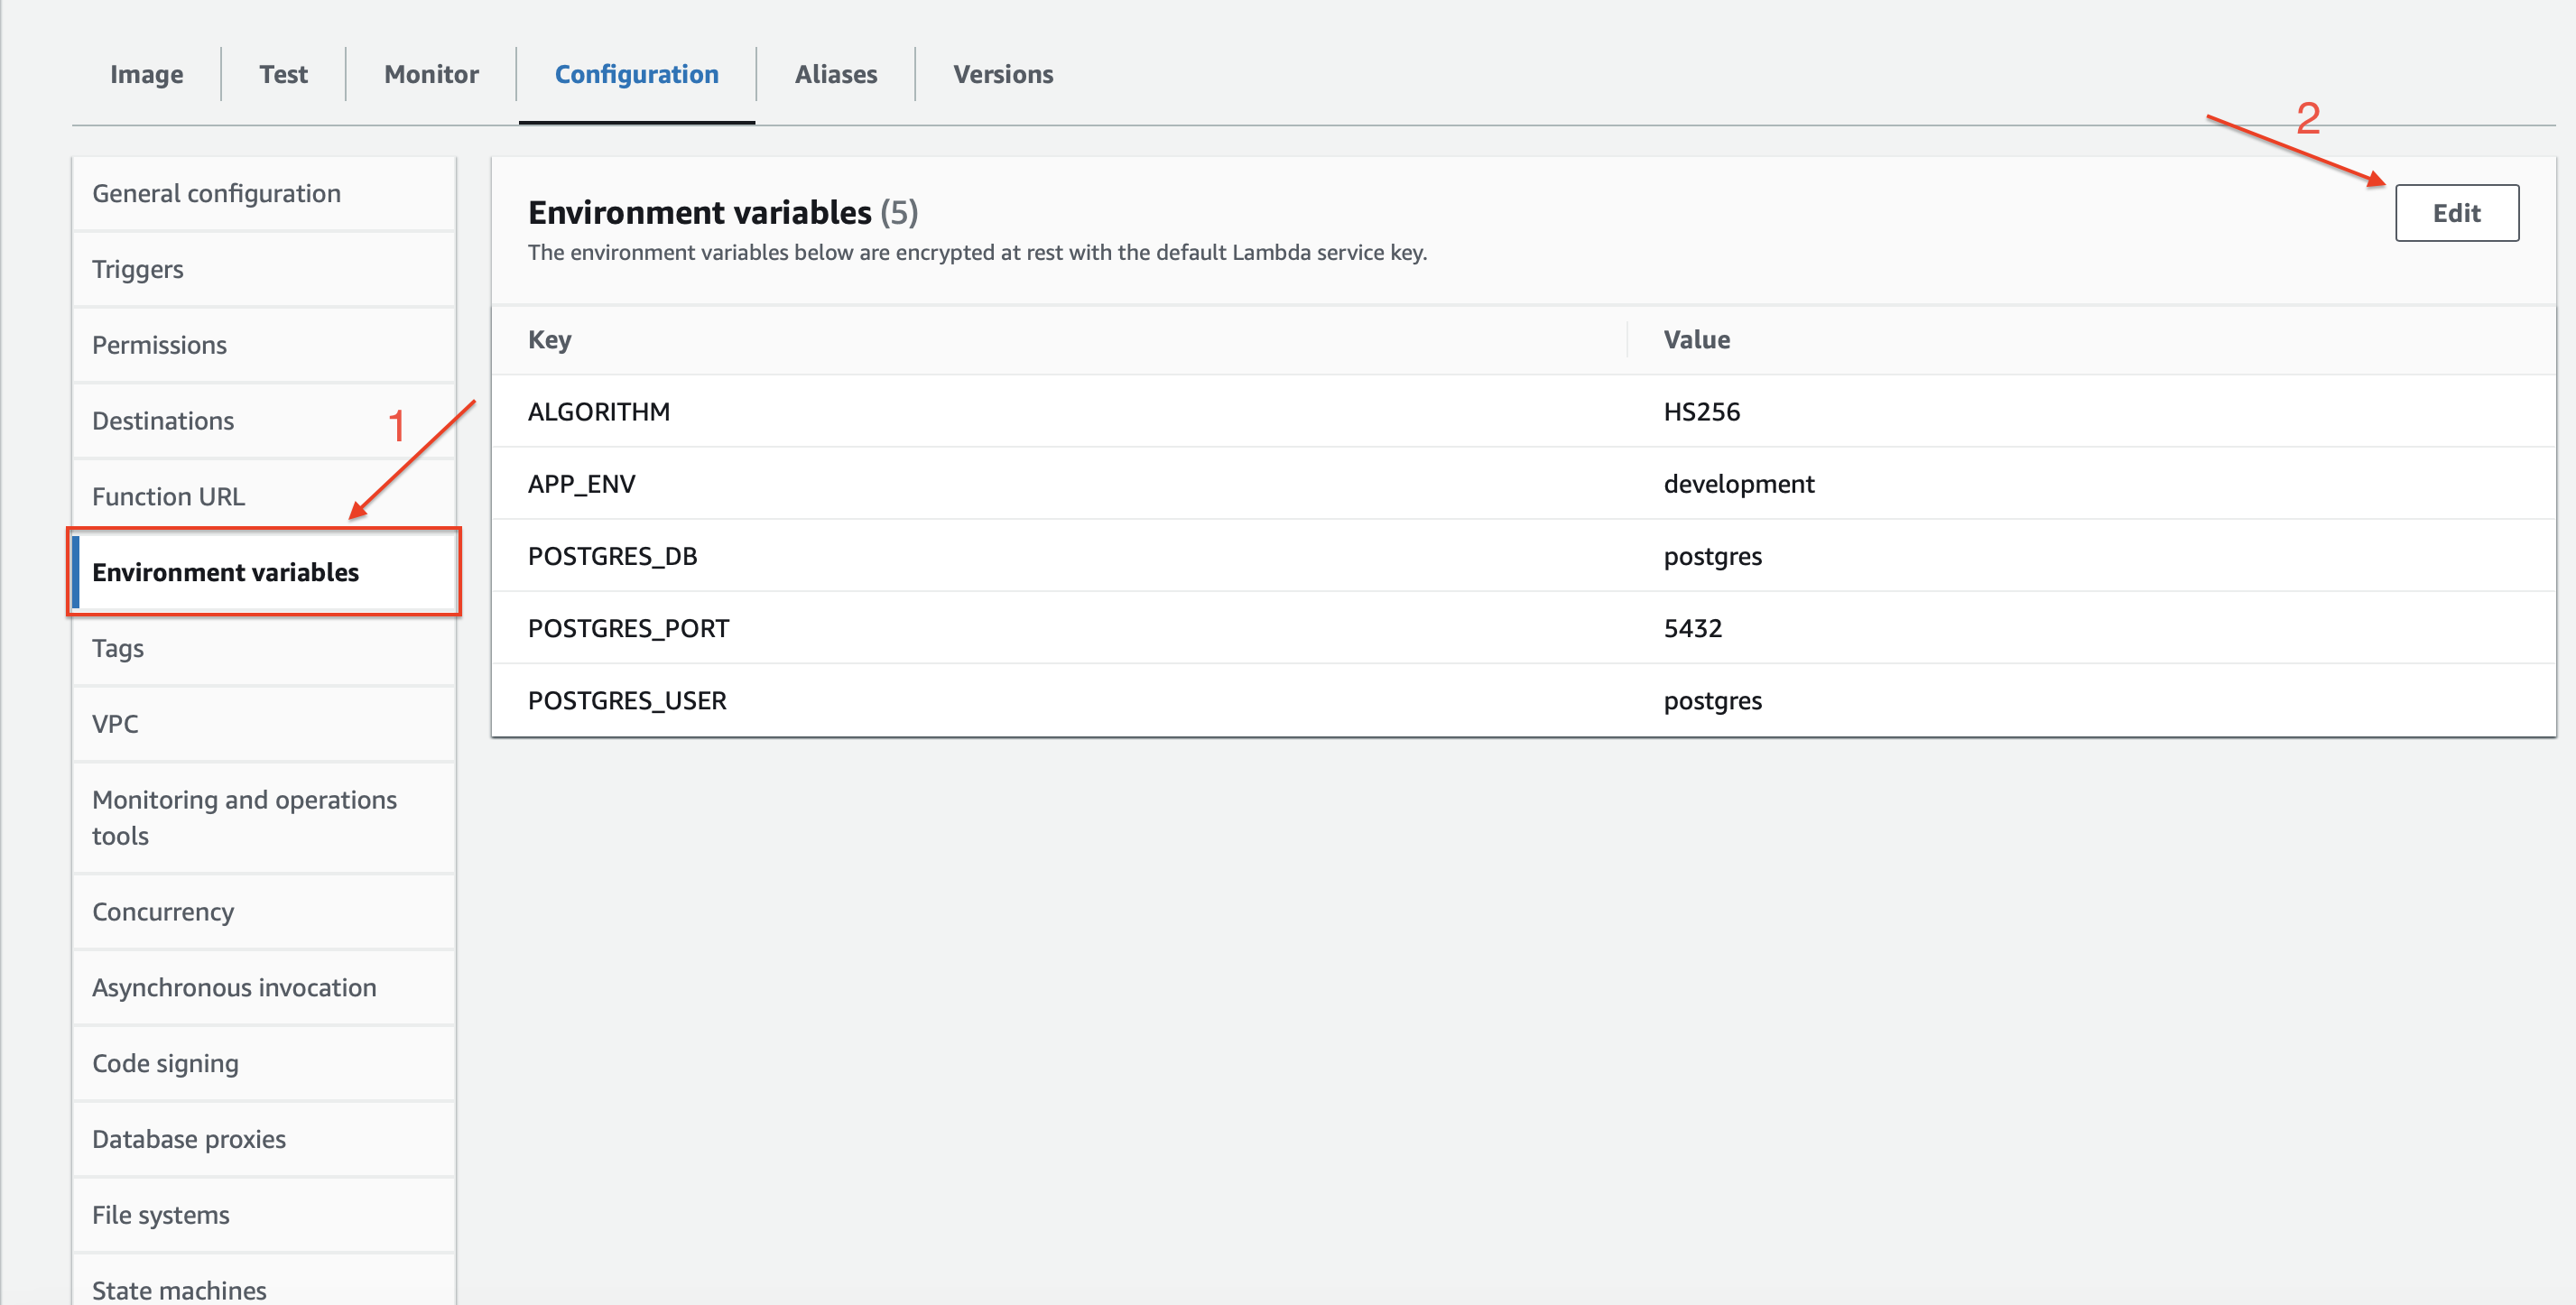 Image Test Monitor Configuration Aliases Versions
2
General configuration
Triggers
Permissions
Destinations
1
Function URL
Environment variables
Tags
VPC
Monitoring and operations
tools
Concurrency
Asynchronous invocation
Code signing
Database proxies
File systems
State machines
Environment variables (5)
Edit
The environment variables below are encrypted at rest with the default Lambda service key.
Key Value
ALGORITHM HS256
APP_ENV development
POSTGRES_DB postgres
POSTGRES_PORT 5432
POSTGRES_USER postgres